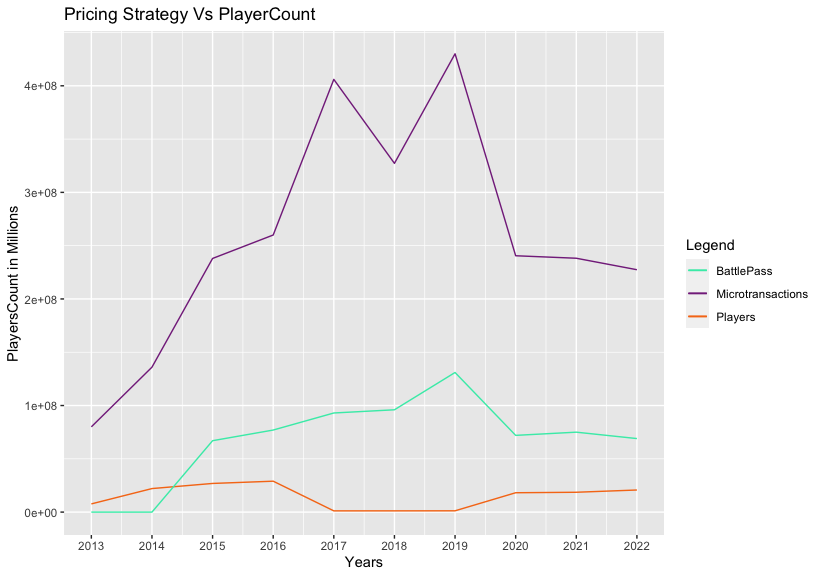 Pricing Strategy Vs PlayerCount
PlayersCount in Millions
4e+08
3e+08
2e+08
1e+08
0e+00
2013 2014 2015 2016 2017 2018 2019 2020 2021 2022
Years
Legend
BattlePass
Microtransactions
Players